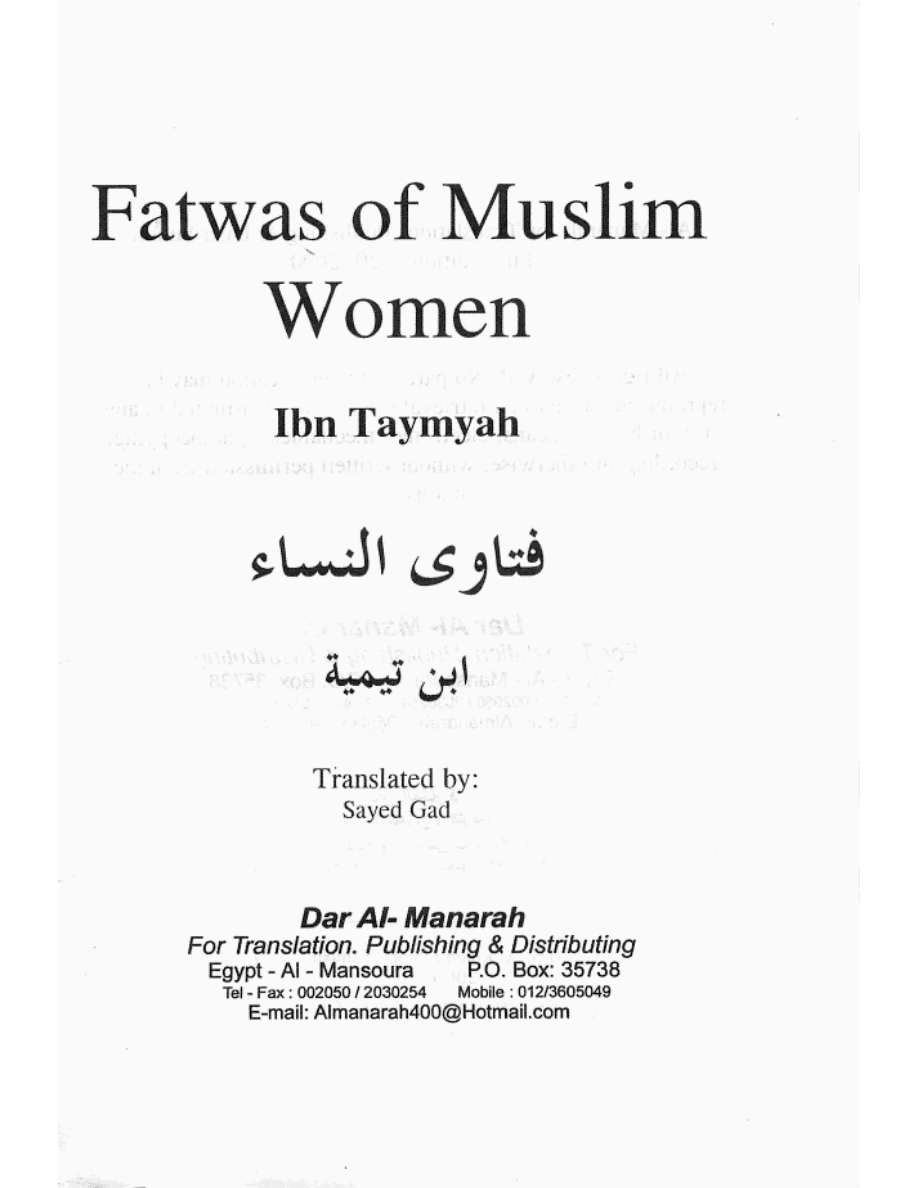 Fatwas of Muslim
Women
Ibn Taymyah
فتاوى النساء
ابن تيمية
Translated by:
Sayed Gad
Dar Al- Manarah
For Translation. Publishing & Distributing
Egypt - Al - Mansoura P.O. Box: 35738
Tel - Fax : 002050 / 2030254 Mobile : 012/3605049
E-mail: Almanarah400@Hotmail.com